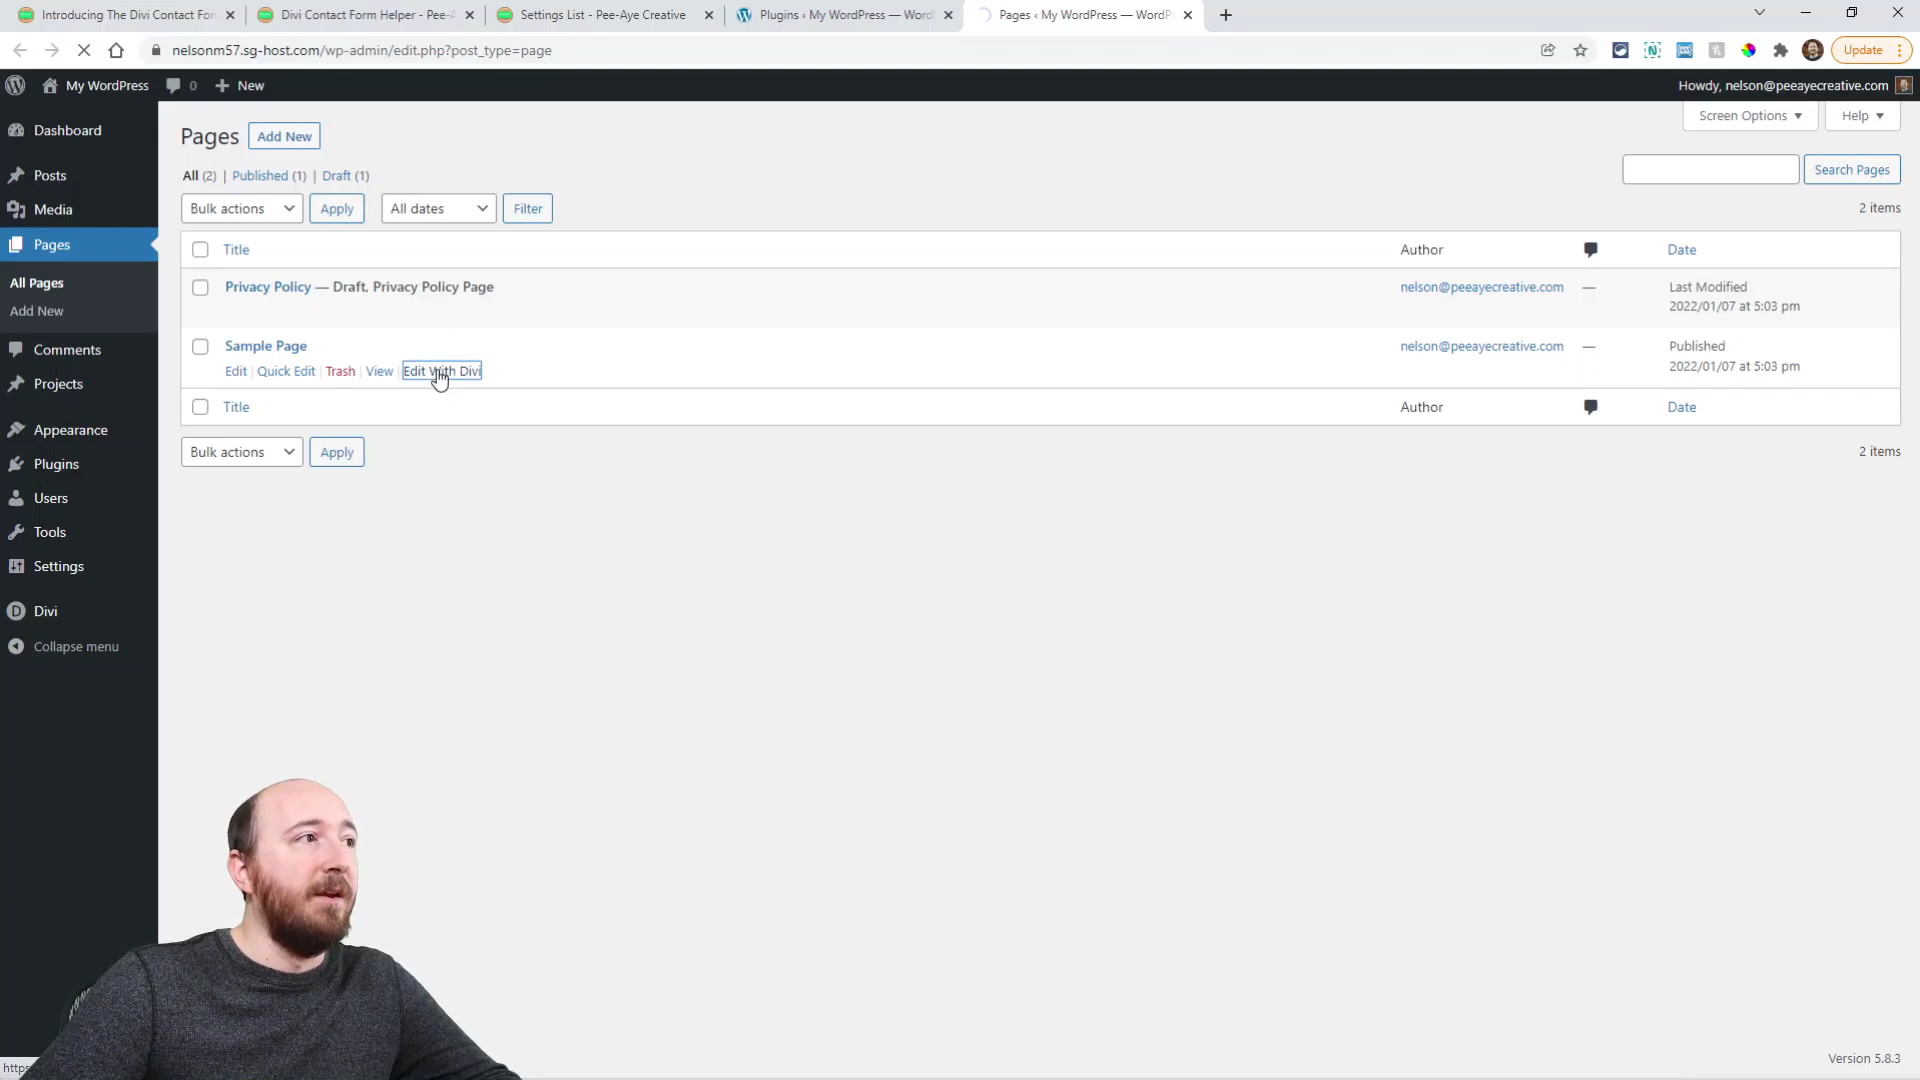 Introducing The Divi Contact For
Divi Contact Form Helper - Pee-A
Settings List - Pee-Aye Creative
Plugins ‹ My WordPress — Word
Pages ‹ My WordPress — WordP
nelsonm57.sg-host.com/wp-admin/edit.php?post_type=page
Update
My WordPress
0
New
Howdy, nelson@peeayecreative.com
Dashboard
Posts
Media
Pages
All Pages
Add New
Comments
Projects
Appearance
Plugins
Users
Tools
Settings
Divi
Collapse menu
Screen Options
Help
Pages
Add New
All (2) | Published (1) | Draft (1)
Search Pages
Bulk actions
Apply
All dates
Filter
2 items
Title
Author
Date
Privacy Policy — Draft, Privacy Policy Page
nelson@peeayecreative.com
—
Last Modified
2022/01/07 at 5:03 pm
Sample Page
nelson@peeayecreative.com
—
Published
2022/01/07 at 5:03 pm
Edit | Quick Edit | Trash | View | Edit With Divi
Title
Author
Date
Bulk actions
Apply
2 items
Version 5.8.3